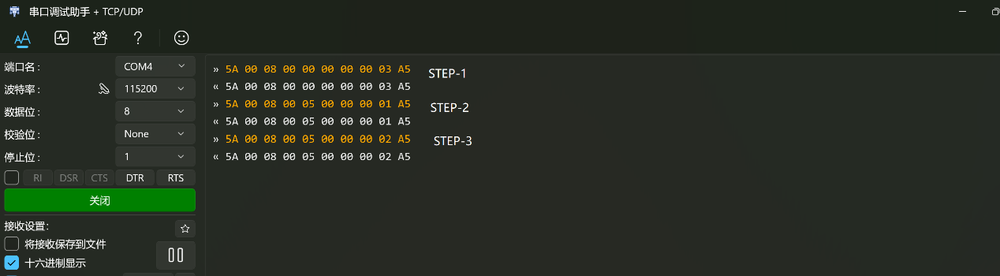 串口调试助手 + TCP/UDP
端口名： COM4
波特率： 115200
数据位： 8
校验位： None
停止位： 1
RI DSR CTS DTR RTS
关闭
接收设置：
将接收保存到文件
十六进制显示
» 5A 00 08 00 00 00 00 00 03 A5 STEP-1
« 5A 00 08 00 00 00 00 00 03 A5
» 5A 00 08 00 05 00 00 00 01 A5 STEP-2
« 5A 00 08 00 05 00 00 00 01 A5
» 5A 00 08 00 05 00 00 00 02 A5 STEP-3
« 5A 00 08 00 05 00 00 00 02 A5